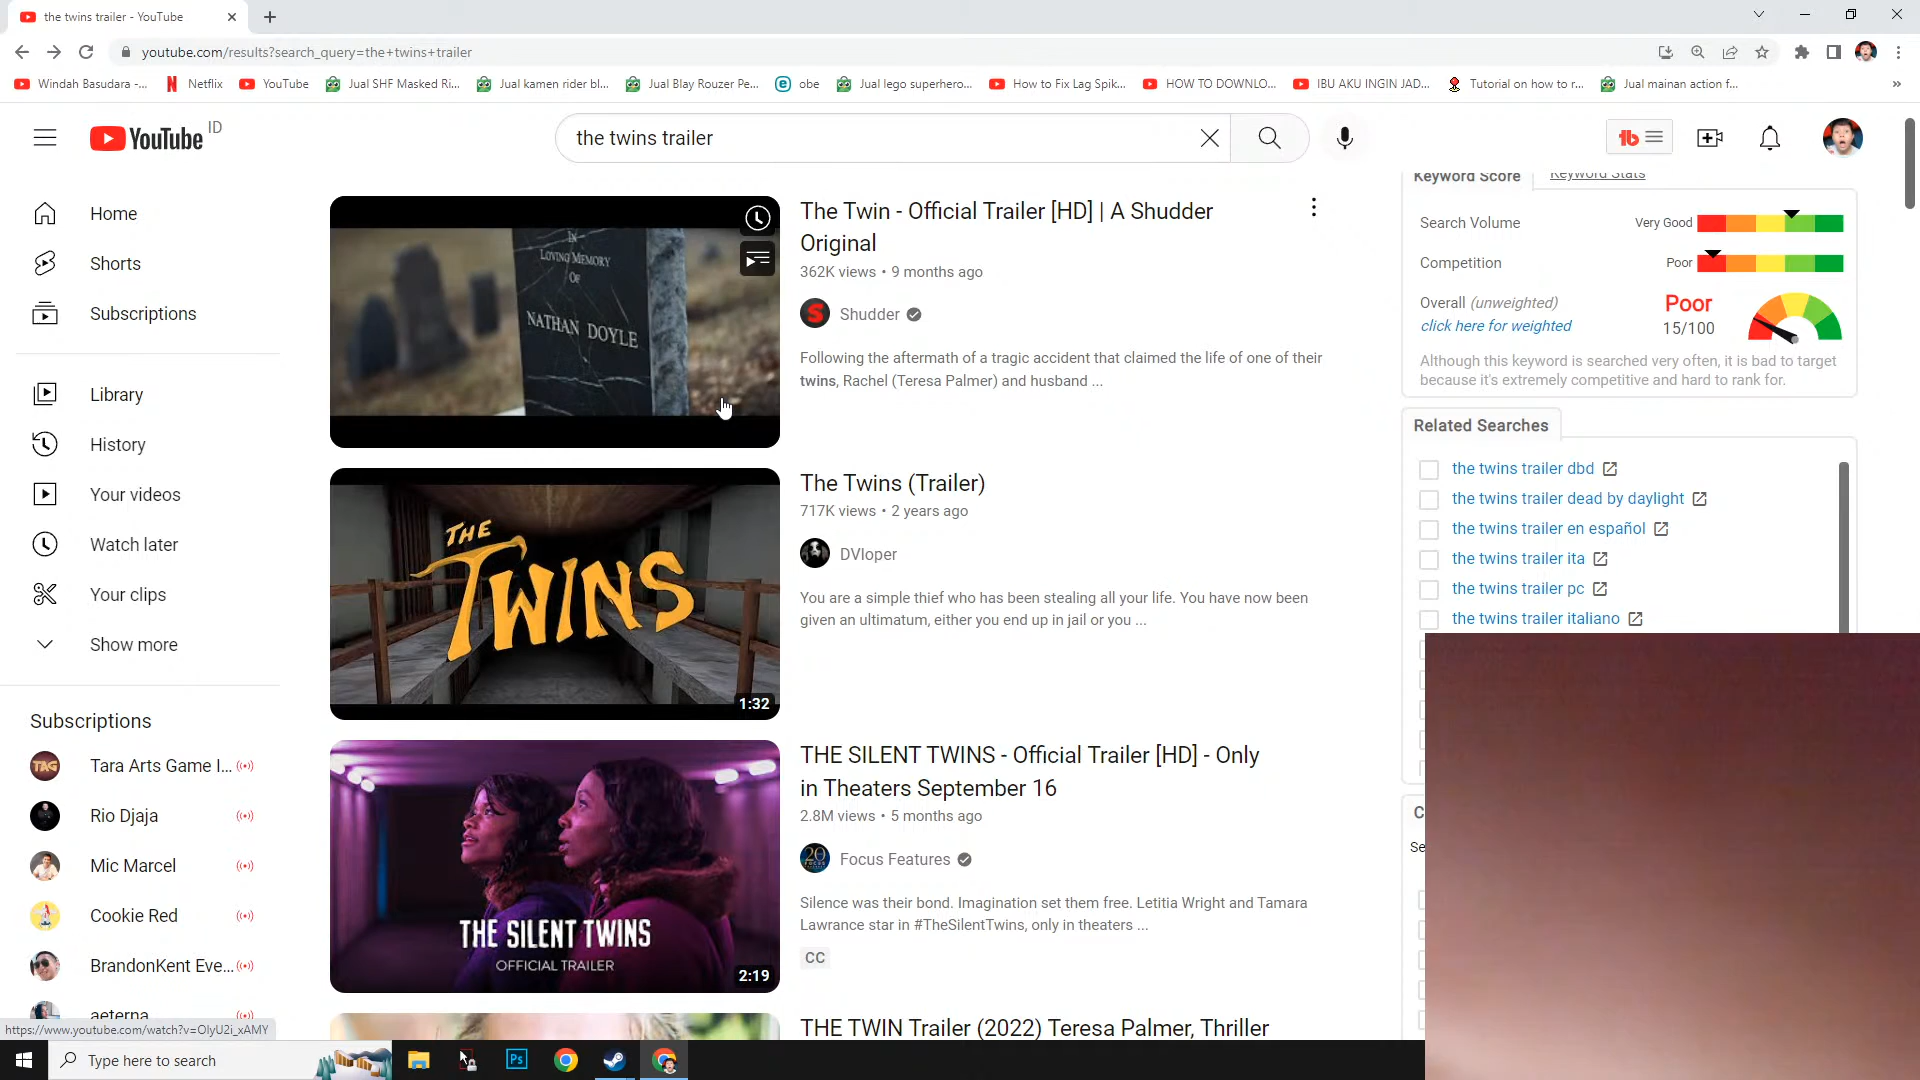 the twins trailer - YouTube
youtube.com/results?search_query=the+twins+trailer
Windah Basudara -... Netflix YouTube Jual SHF Masked Ri... Jual kamen rider bl... Jual Blay Rouzer Pe... obe Jual lego superhero... How to Fix Lag Spik... HOW TO DOWNLO... IBU AKU INGIN JAD... Tutorial on how to r... Jual mainan action f...
YouTube ID
the twins trailer
Home
Shorts
Subscriptions
Library
History
Your videos
Watch later
Your clips
Show more
Subscriptions
TAG
Tara Arts Game I...
Rio Djaja
Mic Marcel
Cookie Red
BrandonKent Eve...
aeterna
https://www.youtube.com/watch?v=OlyU2i_xAMY
IN
LOVING MEMORY
OF
NATHAN DOYLE
The Twin - Official Trailer [HD] | A Shudder
Original
362K views • 9 months ago
Shudder
Following the aftermath of a tragic accident that claimed the life of one of their
twins, Rachel (Teresa Palmer) and husband ...
THE
TWINS
1:32
The Twins (Trailer)
717K views • 2 years ago
DVloper
You are a simple thief who has been stealing all your life. You have now been
given an ultimatum, either you end up in jail or you ...
THE SILENT TWINS
OFFICIAL TRAILER
2:19
THE SILENT TWINS - Official Trailer [HD] - Only
in Theaters September 16
2.8M views • 5 months ago
Focus Features
Silence was their bond. Imagination set them free. Letitia Wright and Tamara
Lawrance star in #TheSilentTwins, only in theaters ...
CC
THE TWIN Trailer (2022) Teresa Palmer, Thriller
Keyword Score Keyword Stats
Search Volume Very Good
Competition Poor
Overall (unweighted) Poor
click here for weighted 15/100
Although this keyword is searched very often, it is bad to target
because it's extremely competitive and hard to rank for.
Related Searches
the twins trailer dbd
the twins trailer dead by daylight
the twins trailer en español
the twins trailer ita
the twins trailer pc
the twins trailer italiano
C
Se
Type here to search
Ps